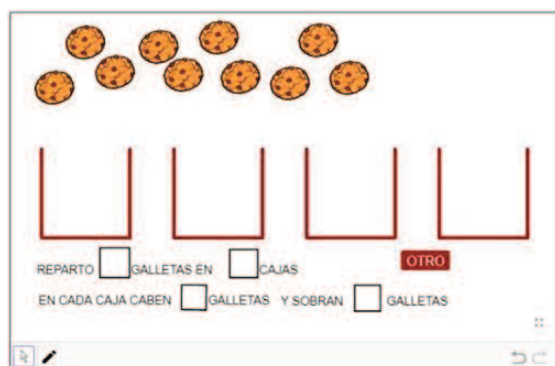 REPARTO GALLETAS EN CAJAS
OTRO
EN CADA CAJA CABEN GALLETAS Y SOBRAN GALLETAS